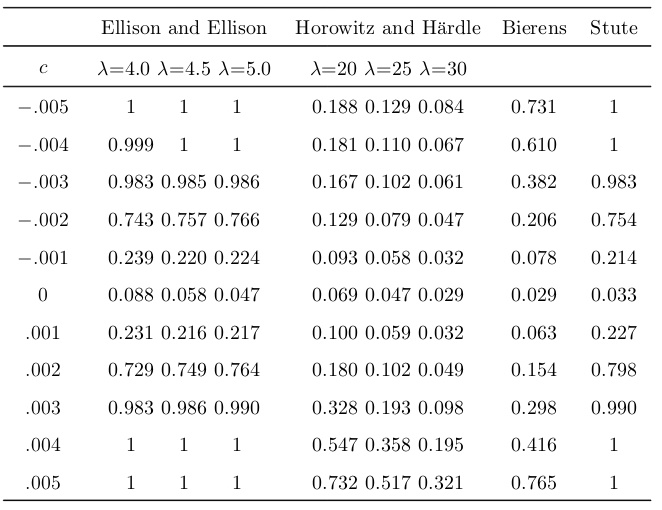 Ellison and Ellison Horowitz and Härdle Bierens Stute
c λ=4.0 λ=4.5 λ=5.0 λ=20 λ=25 λ=30
−.005 1 1 1 0.188 0.129 0.084 0.731 1
−.004 0.999 1 1 0.181 0.110 0.067 0.610 1
−.003 0.983 0.985 0.986 0.167 0.102 0.061 0.382 0.983
−.002 0.743 0.757 0.766 0.129 0.079 0.047 0.206 0.754
−.001 0.239 0.220 0.224 0.093 0.058 0.032 0.078 0.214
0 0.088 0.058 0.047 0.069 0.047 0.029 0.029 0.033
.001 0.231 0.216 0.217 0.100 0.059 0.032 0.063 0.227
.002 0.729 0.749 0.764 0.180 0.102 0.049 0.154 0.798
.003 0.983 0.986 0.990 0.328 0.193 0.098 0.298 0.990
.004 1 1 1 0.547 0.358 0.195 0.416 1
.005 1 1 1 0.732 0.517 0.321 0.765 1